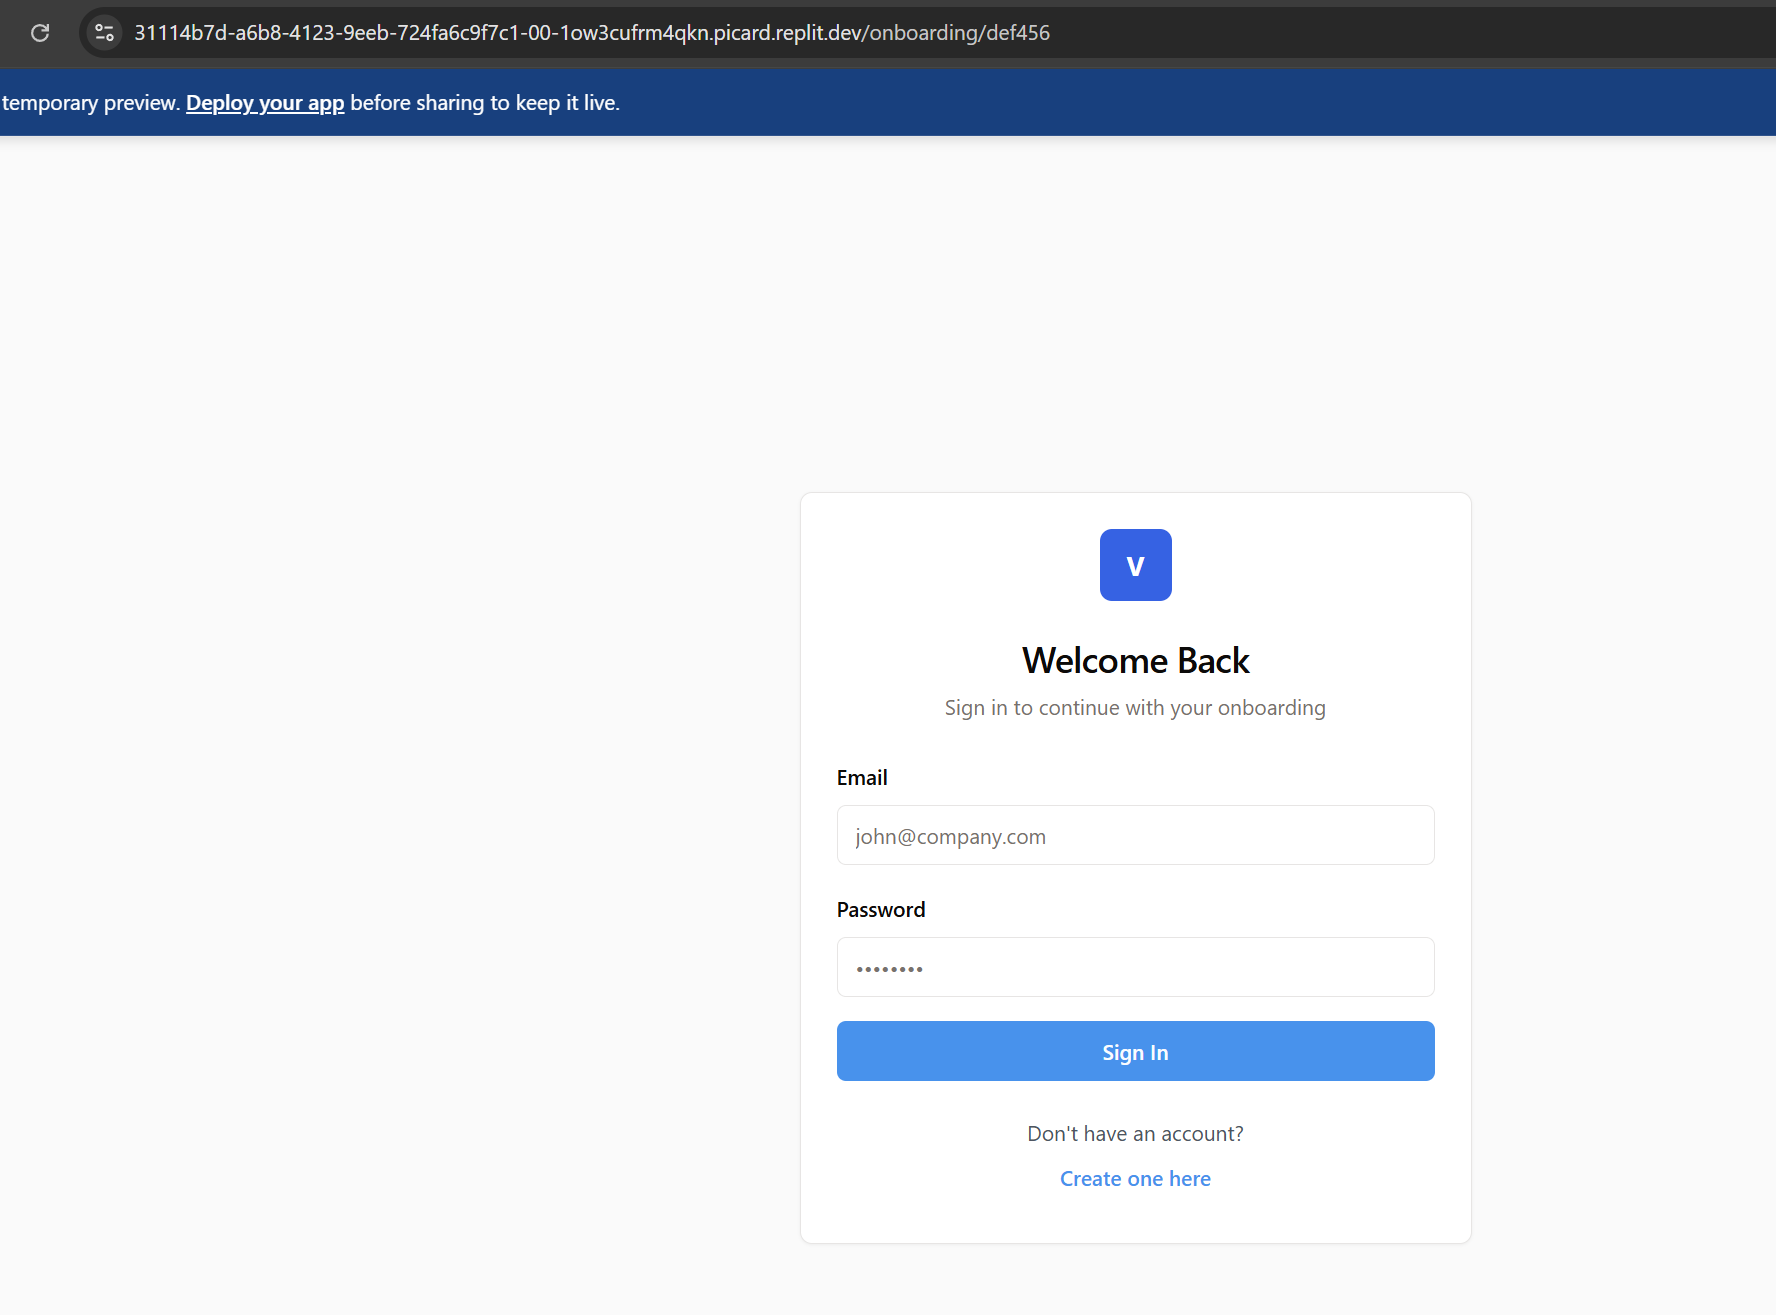 31114b7d-a6b8-4123-9eeb-724fa6c9f7c1-00-1ow3cufrm4qkn.picard.replit.dev/onboarding/def456
temporary preview. Deploy your app before sharing to keep it live.
V
Welcome Back
Sign in to continue with your onboarding
Email
john@company.com
Password
••••••••
Sign In
Don't have an account?
Create one here